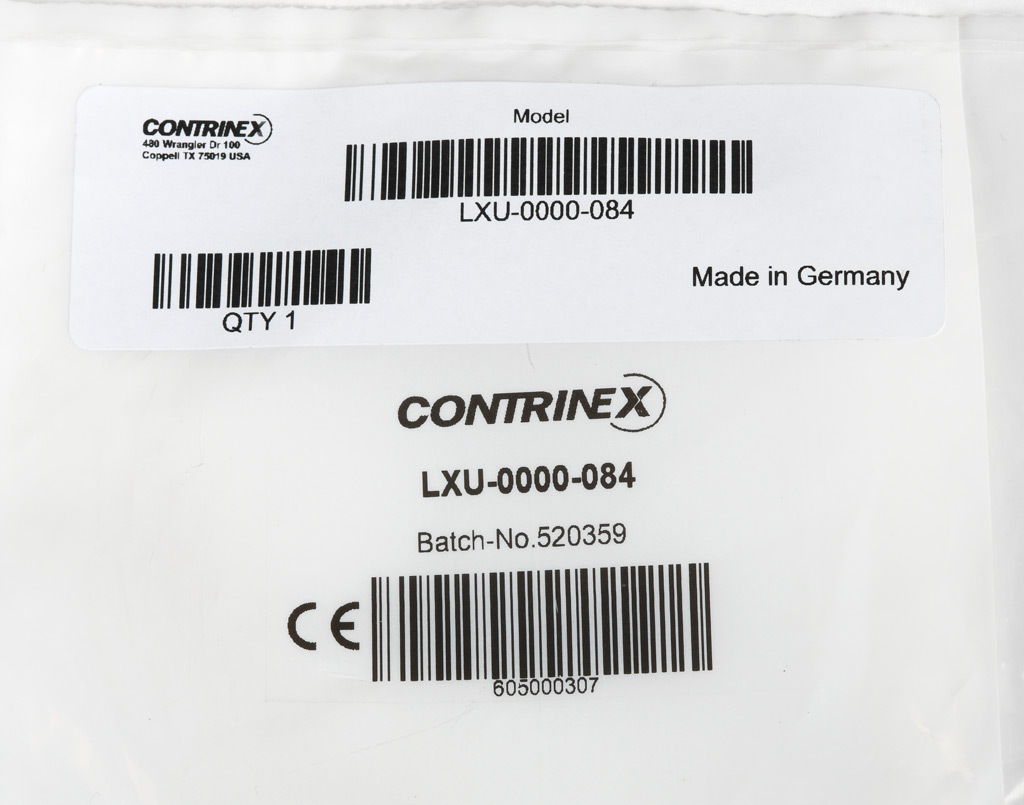 CONTRINEX
480 Wrangler Dr 100
Coppell TX 75019 USA
Model
LXU-0000-084
QTY 1
Made in Germany
CONTRINEX
LXU-0000-084
Batch-No.520359
CE
605000307